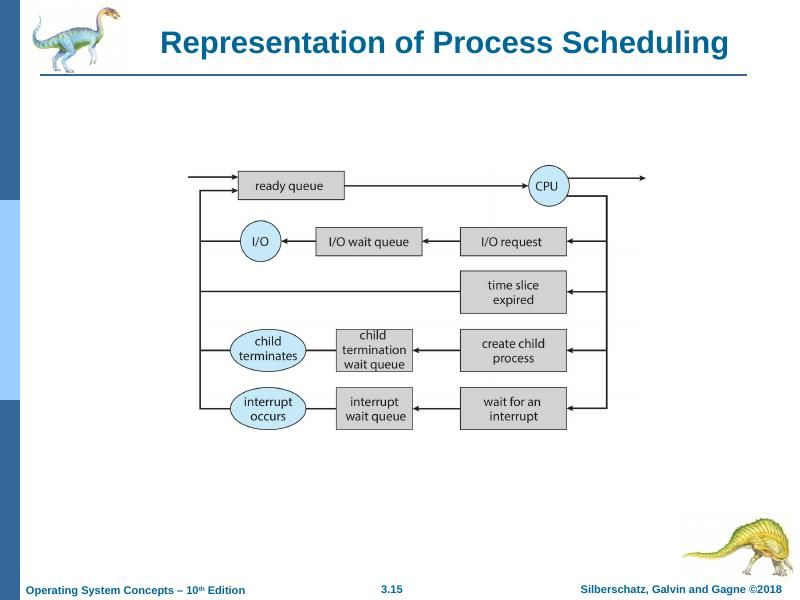 Representation of Process Scheduling
ready queue
CPU
I/O
I/O wait queue
I/O request
time slice
expired
child
terminates
child
termination
wait queue
create child
process
interrupt
occurs
interrupt
wait queue
wait for an
interrupt
Operating System Concepts – 10th Edition
3.15
Silberschatz, Galvin and Gagne ©2018